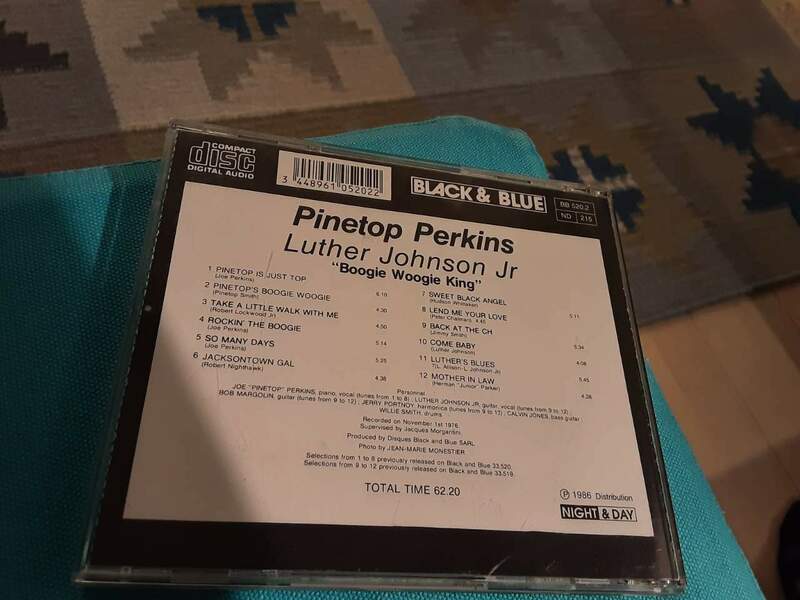 COMPACT
disc
DIGITAL AUDIO
3 448961 052022
BLACK & BLUE
BB 520.2
ND 215
Pinetop Perkins
Luther Johnson Jr
"Boogie Woogie King"
1 PINETOP IS JUST TOP
(Joe Perkins)
6.10
2 PINETOP'S BOOGIE WOOGIE
(Pinetop Smith)
4.30
3 TAKE A LITTLE WALK WITH ME
(Robert Lockwood Jr)
4.50
4 ROCKIN' THE BOOGIE
(Joe Perkins)
5.14
5 SO MANY DAYS
(Joe Perkins)
5.25
6 JACKSONTOWN GAL
(Robert Nighthawk)
4.38
7 SWEET BLACK ANGEL
(Hudson Whittaker)
5.11
8 LEND ME YOUR LOVE
(Peter Chatman) 4.45
9 BACK AT THE CH
(Jimmy Smith)
5.34
10 COME BABY
(Luther Johnson)
4.08
11 LUTHER'S BLUES
(L. Allison- L. Johnson Jr)
5.45
12 MOTHER IN LAW
(Herman "Junior" Parker)
4.28
Personnel
JOE "PINETOP" PERKINS, piano, vocal (tunes from 1 to 8) ; LUTHER JOHNSON JR, guitar, vocal (tunes from 9 to 12) ;
BOB MARGOLIN, guitar (tunes from 9 to 12) ; JERRY PORTNOY, harmonica (tunes from 9 to 11) ; CALVIN JONES, bass guitar
WILLIE SMITH, drums
Recorded on November 1st 1976
Supervised by Jacques Morgantini
Produced by Disques Black and Blue SARL
Photo by JEAN-MARIE MONESTIER
Selections from 1 to 8 previously released on Black and Blue 33.520.
Selections from 9 to 12 previously released on Black and Blue 33.519.
TOTAL TIME 62.20
℗ 1986 Distribution
NIGHT & DAY